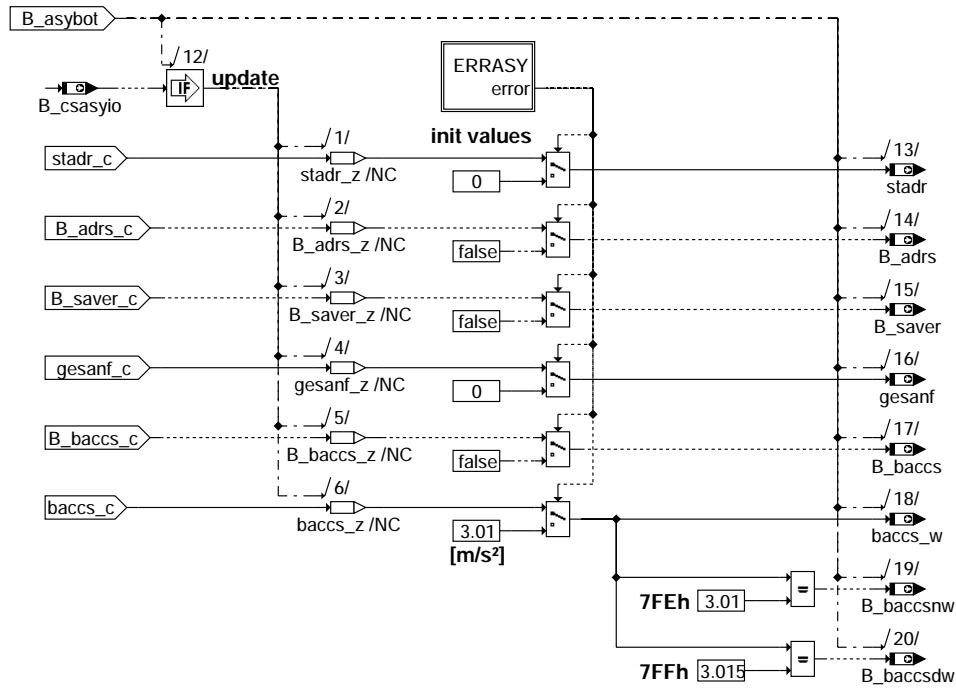 B_asybot
12/
IF
update
B_csasyio
ERRASY
error
init values
1/
stadr_c
stadr_z /NC
0
13/
stadr
2/
B_adrs_c
B_adrs_z /NC
false
14/
B_adrs
3/
B_saver_c
B_saver_z /NC
false
15/
B_saver
4/
gesanf_c
gesanf_z /NC
0
16/
gesanf
5/
B_baccs_c
B_baccs_z /NC
false
17/
B_baccs
6/
baccs_c
baccs_z /NC
3.01
[m/s²]
18/
baccs_w
19/
7FEh 3.01
=
B_baccsnw
20/
7FFh 3.015
=
B_baccsdw